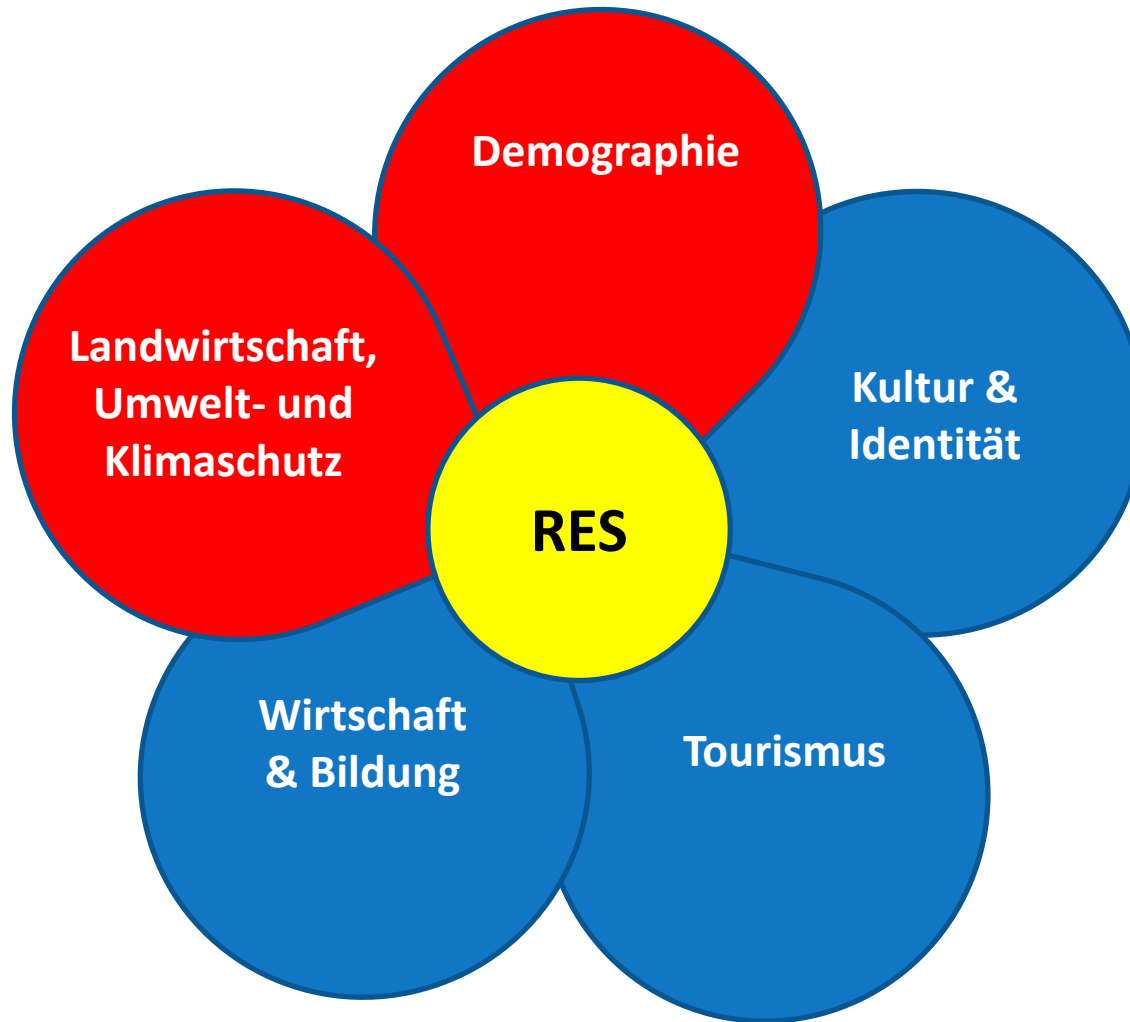 Demographie
Landwirtschaft,
Umwelt- und
Klimaschutz
Kultur &
Identität
RES
Wirtschaft
& Bildung
Tourismus